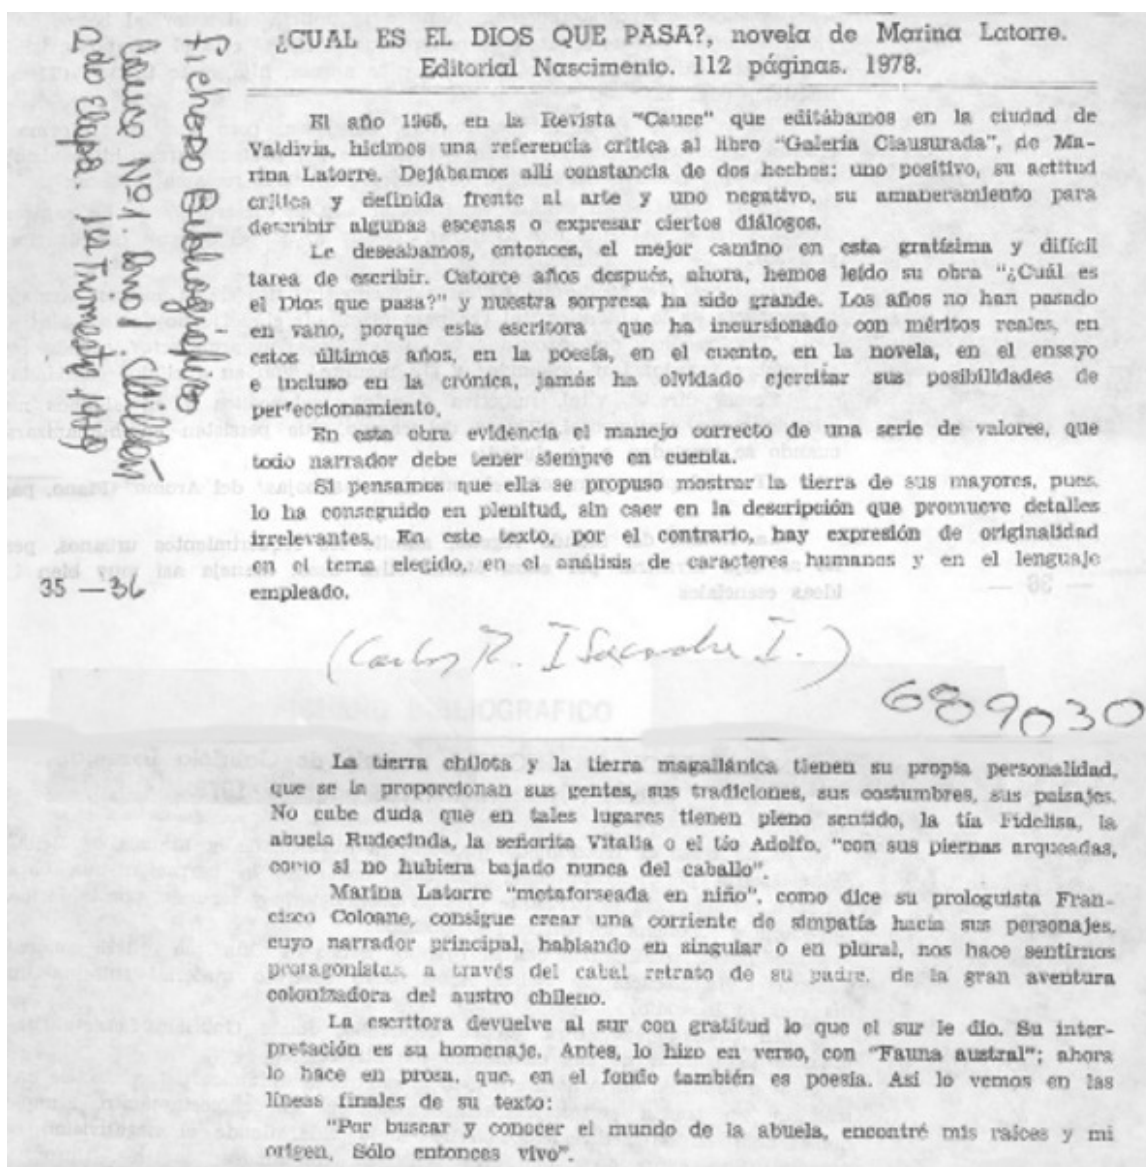 ¿CUAL ES EL DIOS QUE PASA?, novela de Marina Latorre.
Editorial Nascimento. 112 páginas. 1978.
El año 1965, en la Revista "Cauce" que editábamos en la ciudad de
Valdivia, hicimos una referencia crítica al libro "Galería Clausurada", de Ma-
rina Latorre. Dejábamos allí constancia de dos hechos: uno positivo, su actitud
crítica y definida frente al arte y uno negativo, su amaneramiento para
describir algunas escenas o expresar ciertos diálogos.
Le deseabamos, entonces, el mejor camino en esta gratísima y difícil
tarea de escribir. Catorce años después, ahora, hemos leído su obra "¿Cuál es
el Dios que pasa?" y nuestra sorpresa ha sido grande. Los años no han pasado
en vano, porque esta escritora que ha incursionado con méritos reales, en
estos últimos años, en la poesía, en el cuento, en la novela, en el ensayo
e incluso en la crónica, jamás ha olvidado ejercitar sus posibilidades de
perfeccionamiento.
En esta obra evidencia el manejo correcto de una serie de valores, que
todo narrador debe tener siempre en cuenta.
Si pensamos que ella se propuso mostrar la tierra de sus mayores, pues,
lo ha conseguido en plenitud, sin caer en la descripción que promueve detalles
irrelevantes. En este texto, por el contrario, hay expresión de originalidad
en el tema elegido, en el análisis de caracteres humanos y en el lenguaje
empleado.
Fichero Bibliográfico
Cauce Nº1 Año I
2da Etapa. 1er Trimestre
35 — 36
(Carlos R. I I.)
689030
La tierra chilota y la tierra magallánica tienen su propia personalidad,
que se la proporcionan sus gentes, sus tradiciones, sus costumbres, sus paisajes.
No cabe duda que en tales lugares tienen pleno sentido, la tía Fidelisa, la
abuela Rudecinda, la señorita Vitalia o el tío Adolfo, "con sus piernas arqueadas,
como si no hubiera bajado nunca del caballo".
Marina Latorre "metaforseada en niño", como dice su prologuista Fran-
cisco Coloane, consigue crear una corriente de simpatía hacia sus personajes,
cuyo narrador principal, hablando en singular o en plural, nos hace sentirnos
protagonistas, a través del cabal retrato de su padre, de la gran aventura
colonizadora del austro chileno.
La escritora devuelve al sur con gratitud lo que el sur le dio. Su inter-
pretación es su homenaje. Antes, lo hizo en verso, con "Fauna austral"; ahora
lo hace en prosa, que, en el fondo también es poesía. Así lo vemos en las
líneas finales de su texto:
"Por buscar y conocer el mundo de la abuela, encontré mis raíces y mi
origen. Sólo entonces vivo".